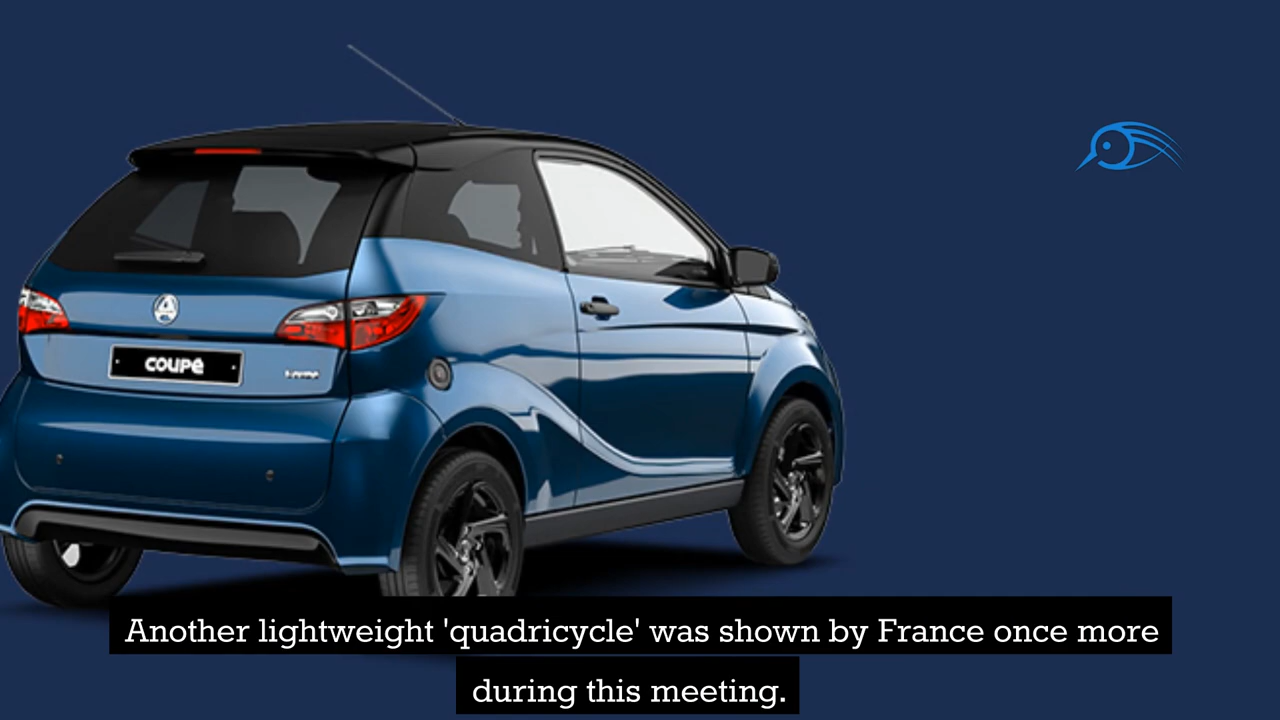 COUPÉ
Another lightweight 'quadricycle' was shown by France once more
during this meeting.